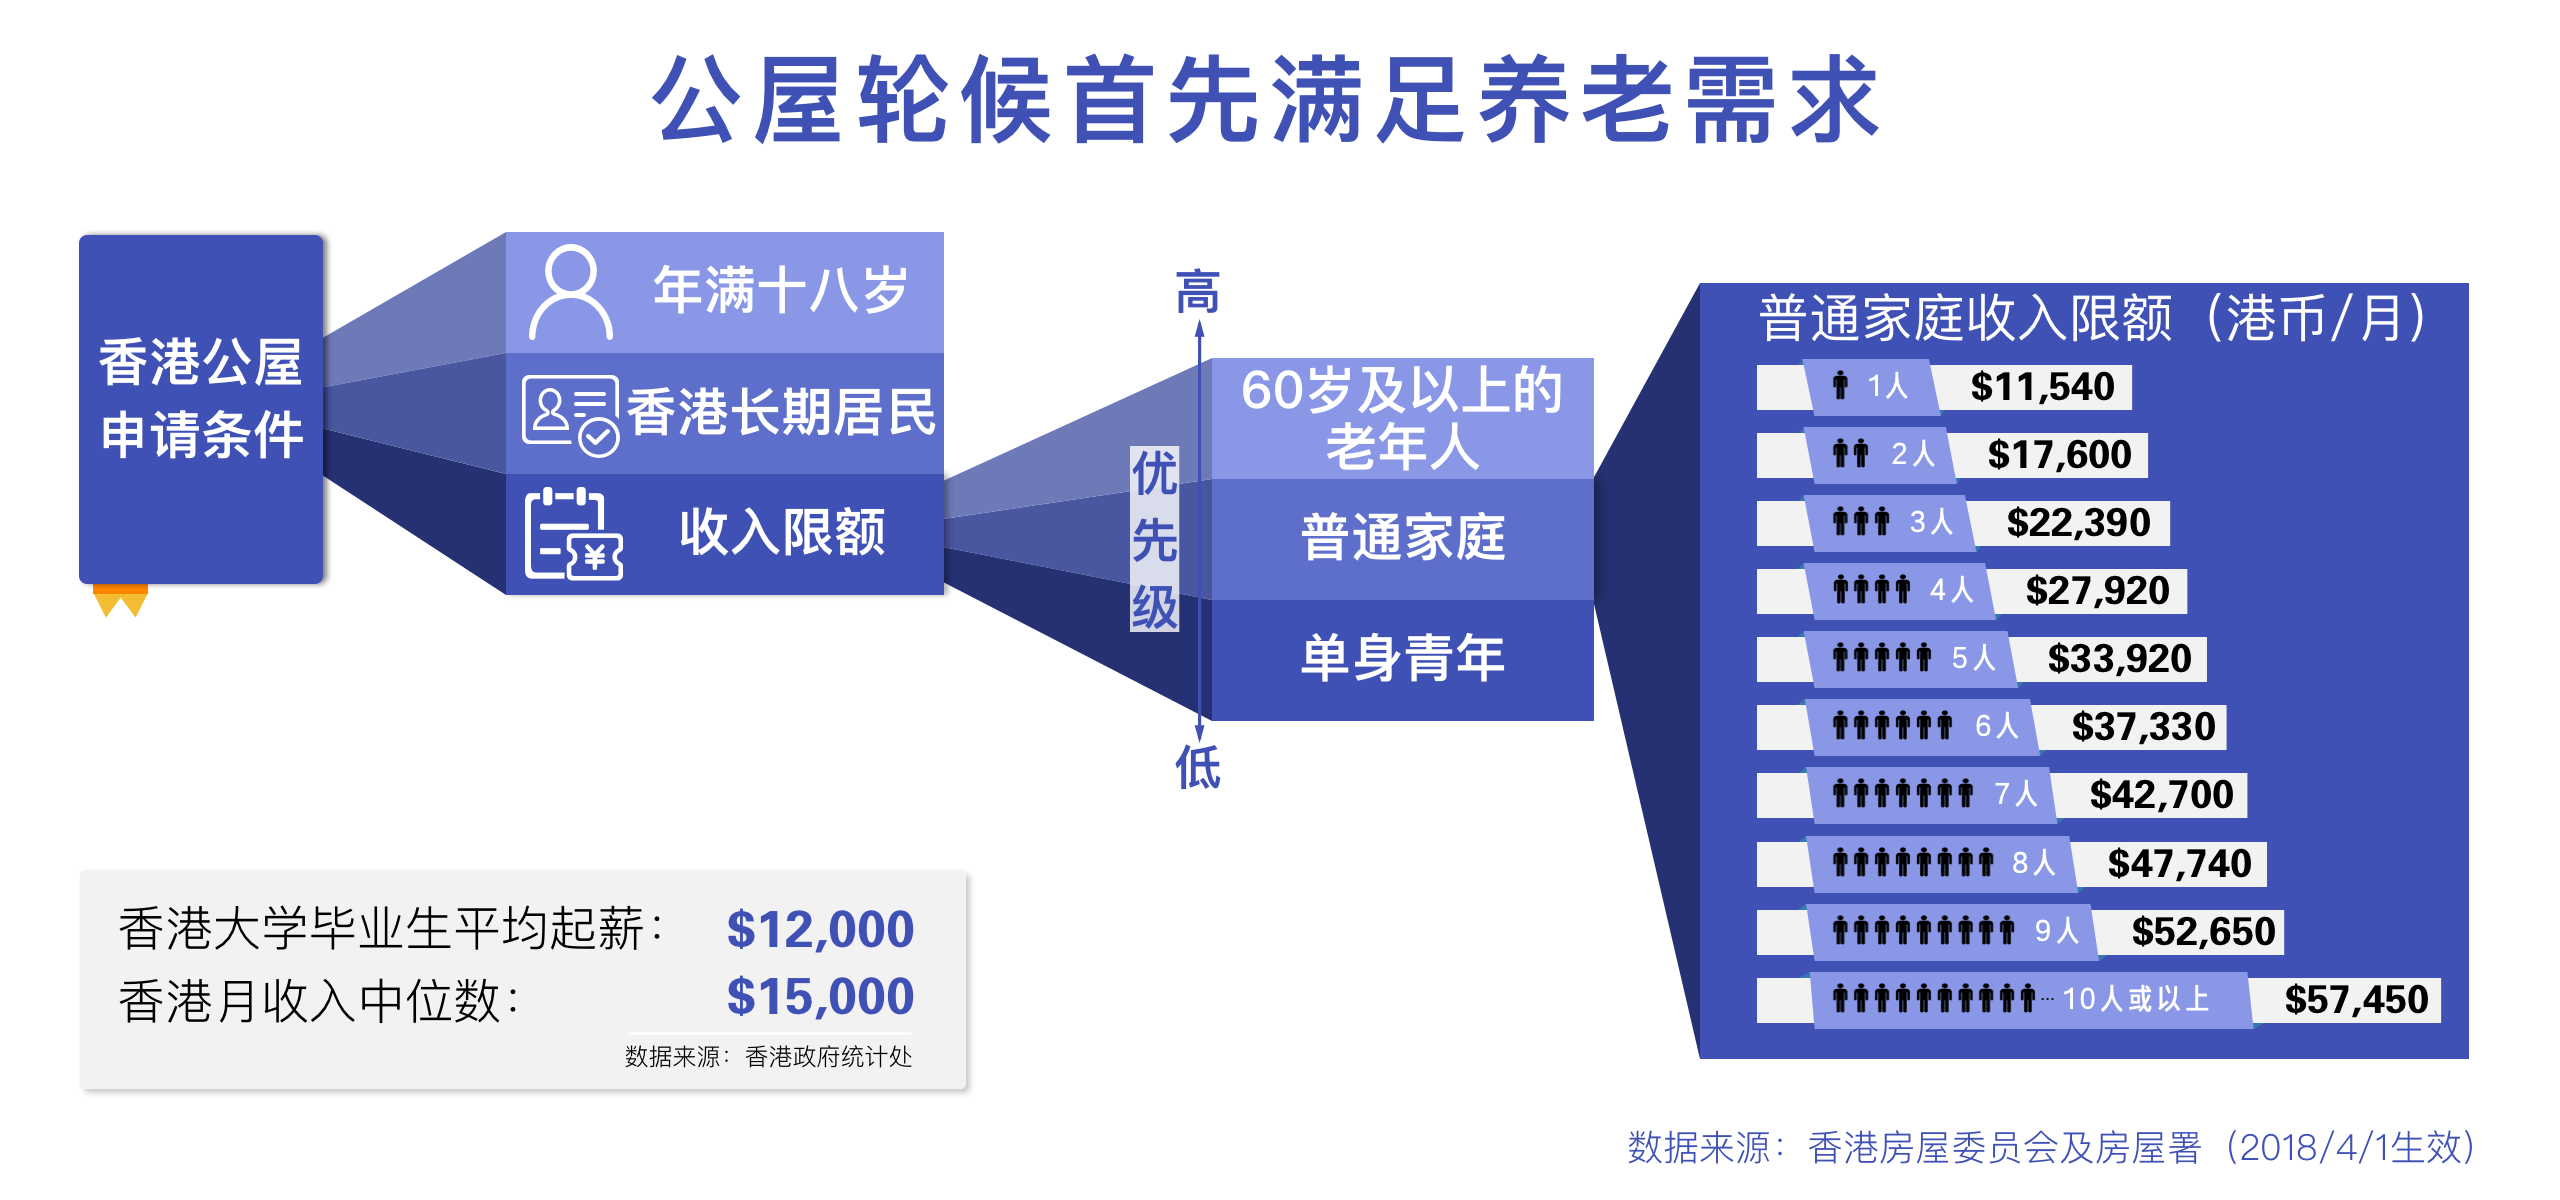 公屋轮候首先满足养老需求
香港公屋
申请条件
年满十八岁
香港长期居民
¥
收入限额
高
优
先
级
低
60岁及以上的
老年人
普通家庭
单身青年
普通家庭收入限额（港币/月）
1人 $11,540
2人 $17,600
3人 $22,390
4人 $27,920
5人 $33,920
6人 $37,330
7人 $42,700
8人 $47,740
9人 $52,650
… 10人或以上 $57,450
香港大学毕业生平均起薪： $12,000
香港月收入中位数： $15,000
数据来源：香港政府统计处
数据来源：香港房屋委员会及房屋署（2018/4/1生效）